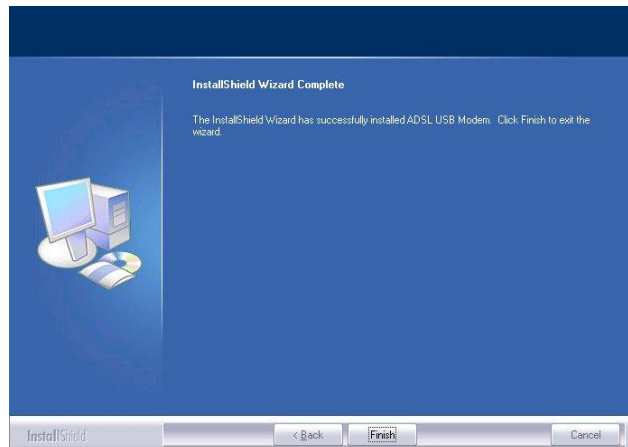 InstallShield Wizard Complete
The InstallShield Wizard has successfully installed ADSL USB Modem. Click Finish to exit the
wizard.
InstallShield
< Back
Finish
Cancel